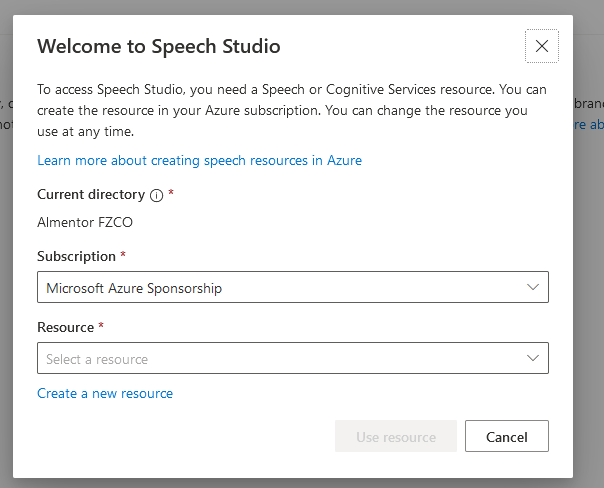 Welcome to Speech Studio
To access Speech Studio, you need a Speech or Cognitive Services resource. You can
create the resource in your Azure subscription. You can change the resource you
use at any time.
Learn more about creating speech resources in Azure
Current directory *
Almentor FZCO
Subscription *
Microsoft Azure Sponsorship
Resource *
Select a resource
Create a new resource
Use resource
Cancel